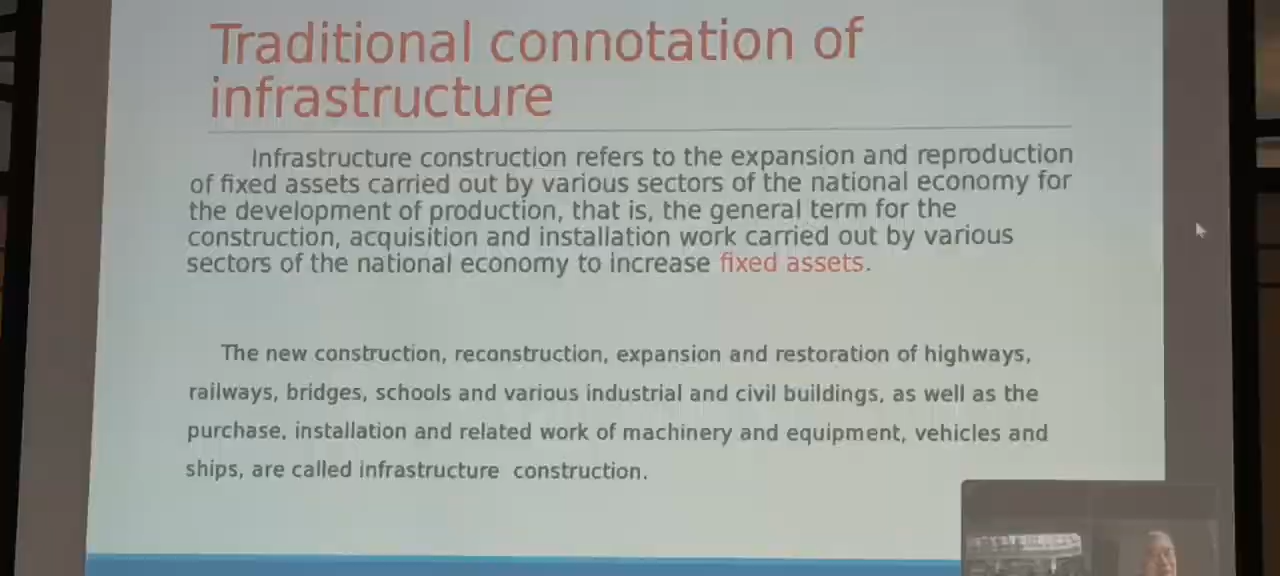 Traditional connotation of
infrastructure
Infrastructure construction refers to the expansion and reproduction
of fixed assets carried out by various sectors of the national economy for
the development of production, that is, the general term for the
construction, acquisition and installation work carried out by various
sectors of the national economy to increase fixed assets.
The new construction, reconstruction, expansion and restoration of highways,
railways, bridges, schools and various industrial and civil buildings, as well as the
purchase, installation and related work of machinery and equipment, vehicles and
ships, are called infrastructure construction.